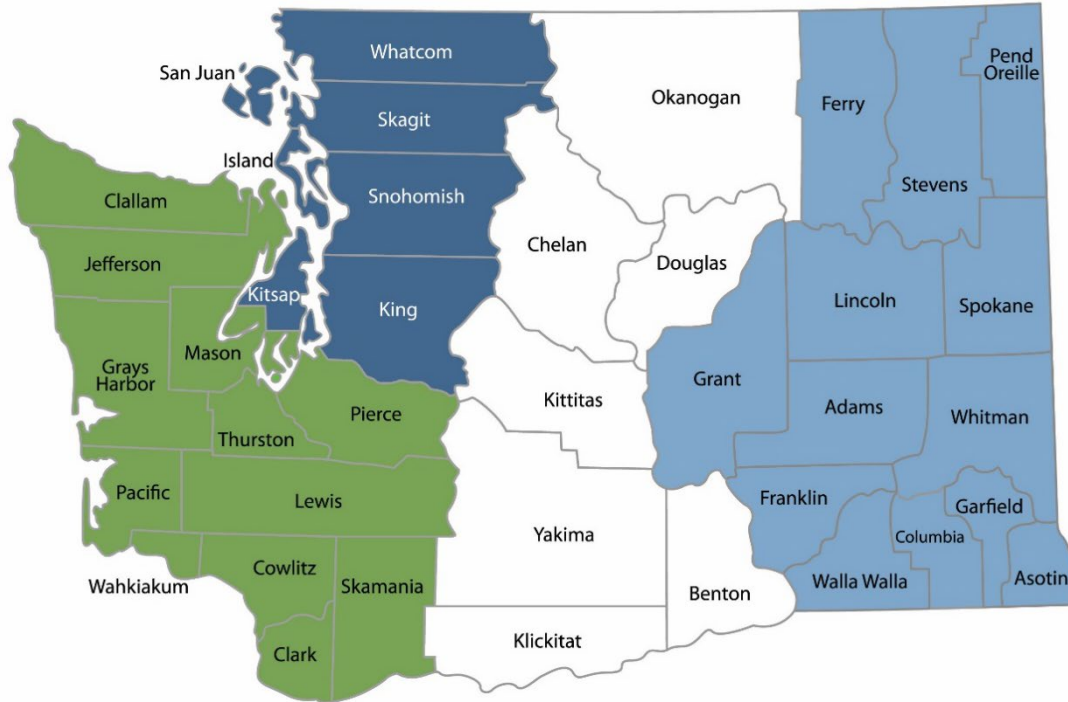 Whatcom
San Juan
Pend
Oreille
Okanogan
Ferry
Skagit
Island
Stevens
Snohomish
Clallam
Chelan
Douglas
Jefferson
Kitsap
King
Lincoln
Spokane
Mason
Grays
Harbor
Grant
Kittitas
Adams
Whitman
Pierce
Thurston
Pacific
Lewis
Franklin
Garfield
Yakima
Columbia
Cowlitz
Skamania
Wahkiakum
Walla Walla
Asotin
Benton
Klickitat
Clark